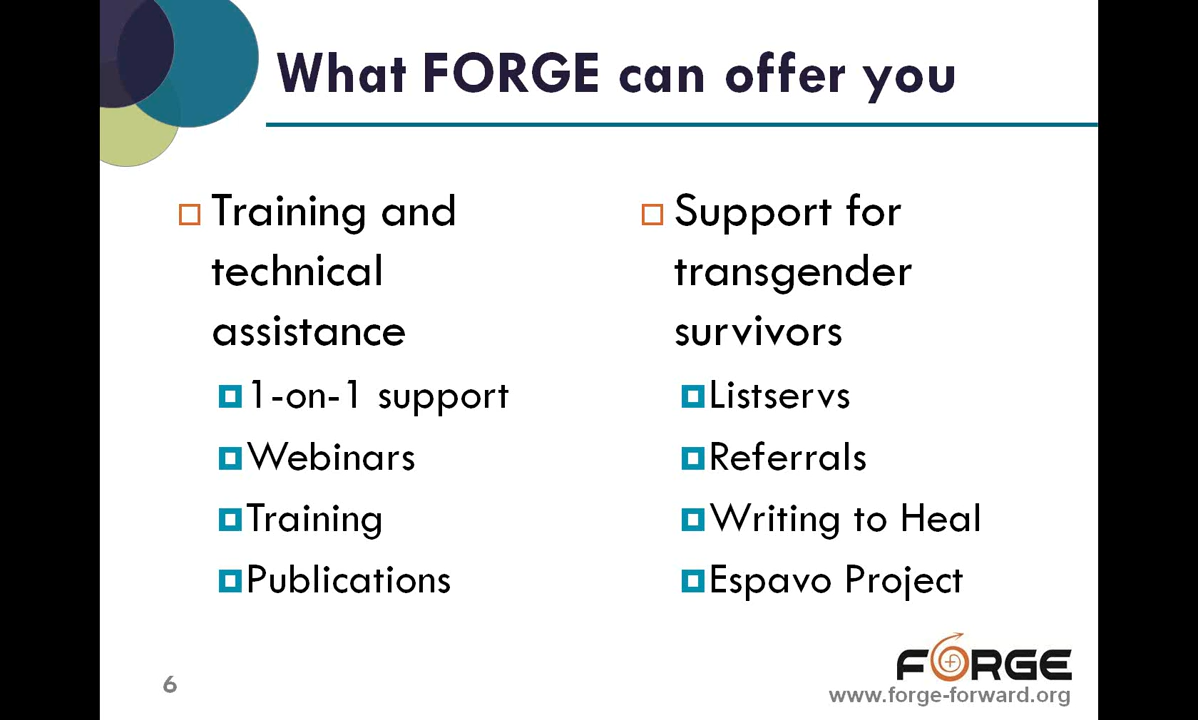 What FORGE can offer you
Training and
technical
assistance
1-on-1 support
Webinars
Training
Publications
Support for
transgender
survivors
Listservs
Referrals
Writing to Heal
Espavo Project
6
FORGE
www.forge-forward.org